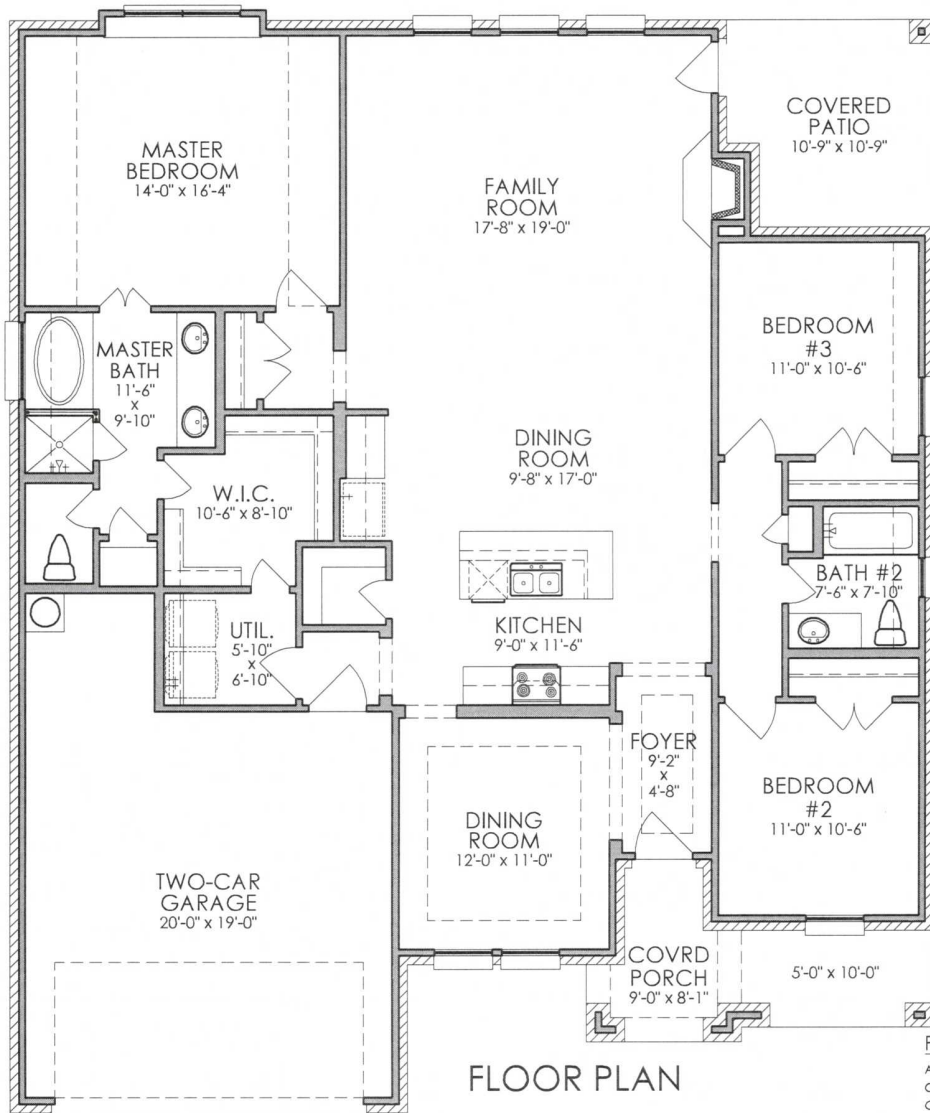 MASTER
BEDROOM
14'-0" x 16'-4"
FAMILY
ROOM
17'-8" x 19'-0"
COVERED
PATIO
10'-9" x 10'-9"
MASTER
BATH
11'-6"
x
9'-10"
BEDROOM
#3
11'-0" x 10'-6"
DINING
ROOM
9'-8" x 17'-0"
W.I.C.
10'-6" x 8'-10"
BATH #2
7'-6" x 7'-10"
UTIL.
5'-10"
x
6'-10"
KITCHEN
9'-0" x 11'-6"
FOYER
9'-2"
x
4'-8"
BEDROOM
#2
11'-0" x 10'-6"
DINING
ROOM
12'-0" x 11'-0"
TWO-CAR
GARAGE
20'-0" x 19'-0"
COVRD
PORCH
9'-0" x 8'-1"
5'-0" x 10'-0"
FLOOR PLAN